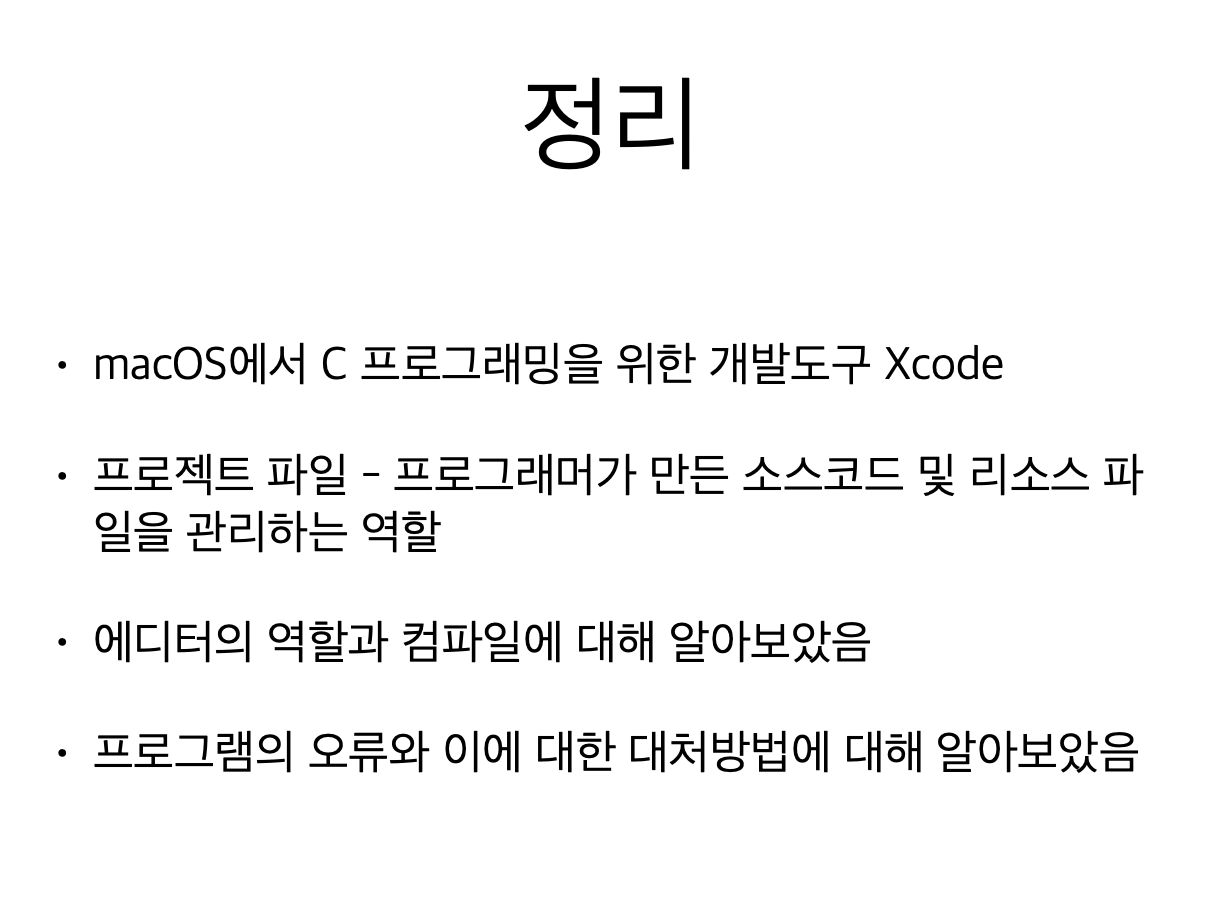 정리
• macOS에서 C 프로그래밍을 위한 개발도구 Xcode
• 프로젝트 파일 – 프로그래머가 만든 소스코드 및 리소스 파
일을 관리하는 역할
• 에디터의 역할과 컴파일에 대해 알아보았음
• 프로그램의 오류와 이에 대한 대처방법에 대해 알아보았음